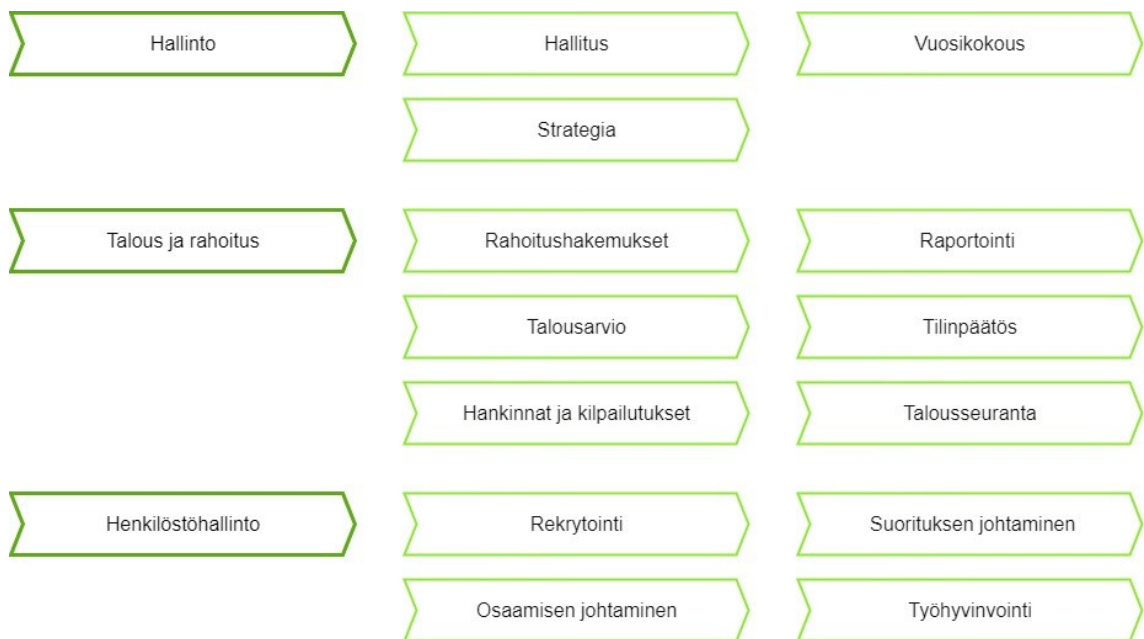 Hallinto
Hallitus
Vuosikokous
Strategia
Talous ja rahoitus
Rahoitushakemukset
Raportointi
Talousarvio
Tilinpäätös
Hankinnat ja kilpailutukset
Talousseuranta
Henkilöstöhallinto
Rekrytointi
Suorituksen johtaminen
Osaamisen johtaminen
Työhyvinvointi